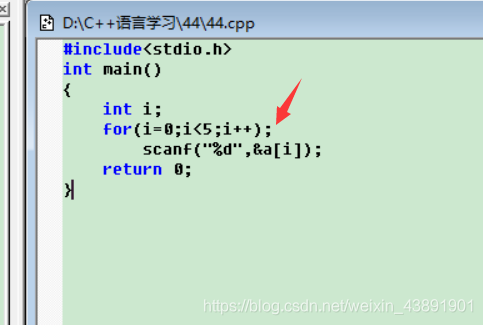 D:\C++语言学习\44\44.cpp
#include<stdio.h>
int main()
{
    int i;
    for(i=0;i<5;i++);
        scanf("%d",&a[i]);
    return 0;
}
https://blog.csdn.net/weixin_43891901